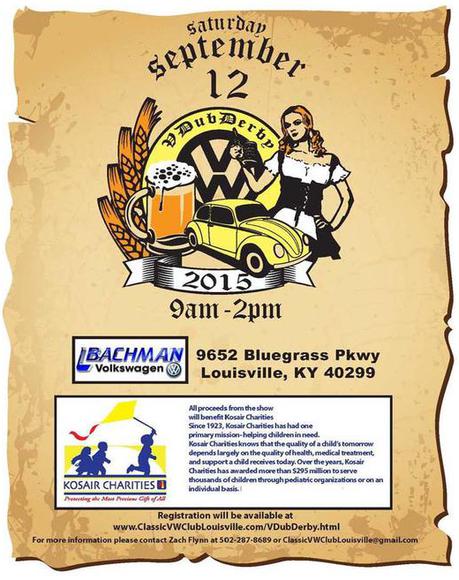 saturday
september
12
VDubDerby
2015
9am-2pm
BACHMAN
Volkswagen
9652 Bluegrass Pkwy
Louisville, KY 40299
All proceeds from the show
will benefit Kosair Charities
Since 1923, Kosair Charities has had one
primary mission-helping children in need.
Kosair Charities knows that the quality of a child's tomorrow
depends largely on the quality of health, medical treatment,
and support a child receives today. Over the years, Kosair
Charities has awarded more than $295 million to serve
thousands of children through pediatric organizations or on an
individual basis.
KOSAIR CHARITIES
Protecting the Most Precious Gift of All
Registration will be available at
www.ClassicVWClubLouisville.com/VDubDerby.html
For more information please contact Zach Flynn at 502-287-8689 or ClassicVWClubLouisville@gmail.com